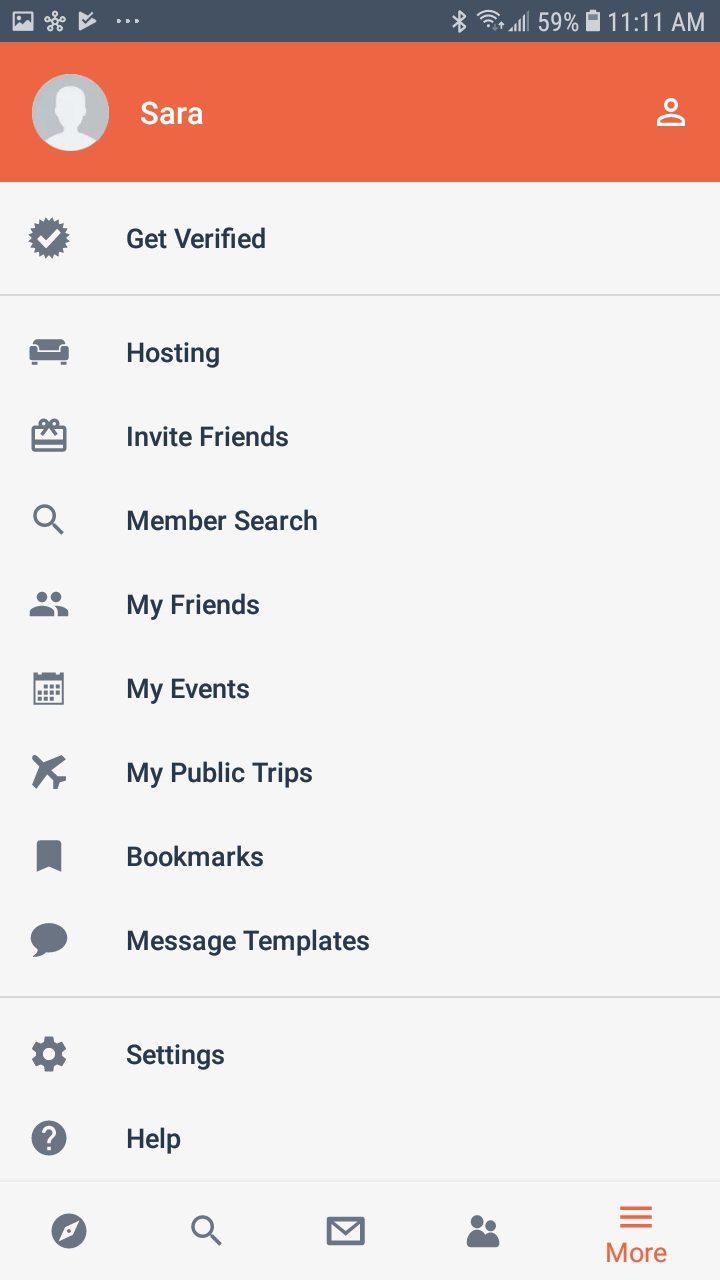 59% 11:11 AM
Sara
Get Verified
Hosting
Invite Friends
Member Search
My Friends
My Events
My Public Trips
Bookmarks
Message Templates
Settings
Help
More